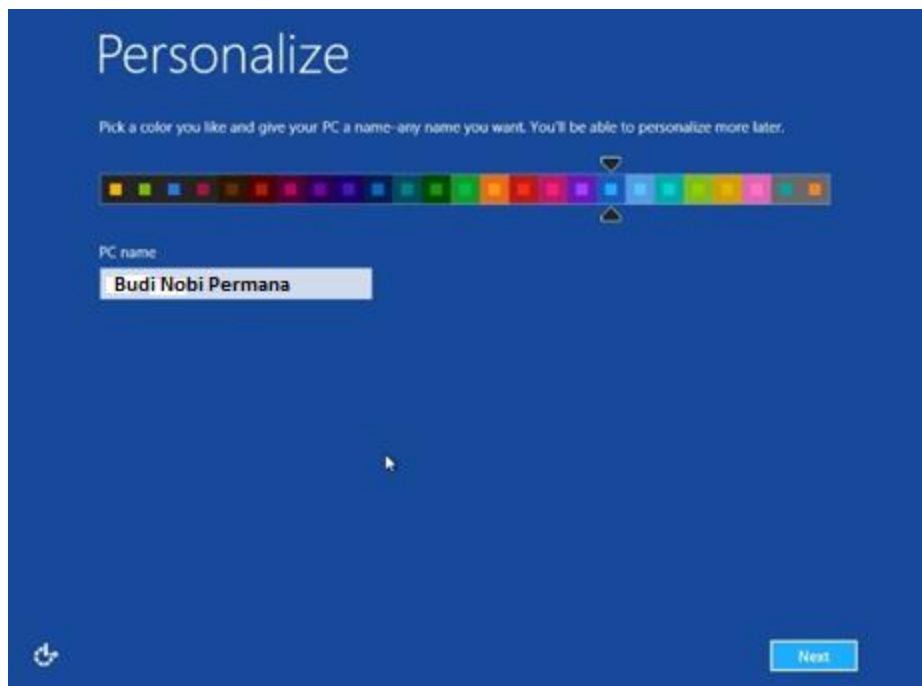 Personalize
Pick a color you like and give your PC a name-any name you want. You'll be able to personalize more later.
PC name
Budi Nobi Permana
Next